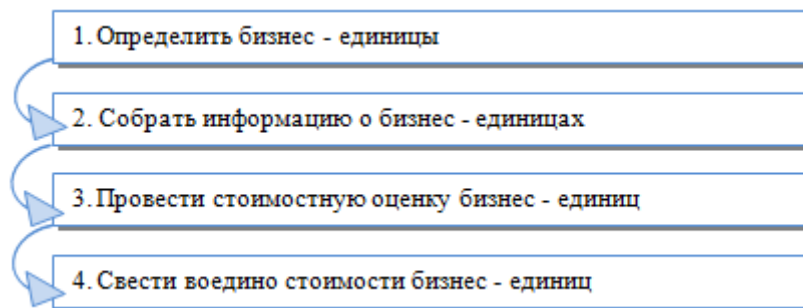 1. Определить бизнес - единицы
2. Собрать информацию о бизнес - единицах
3. Провести стоимостную оценку бизнес - единиц
4. Свести воедино стоимости бизнес - единиц